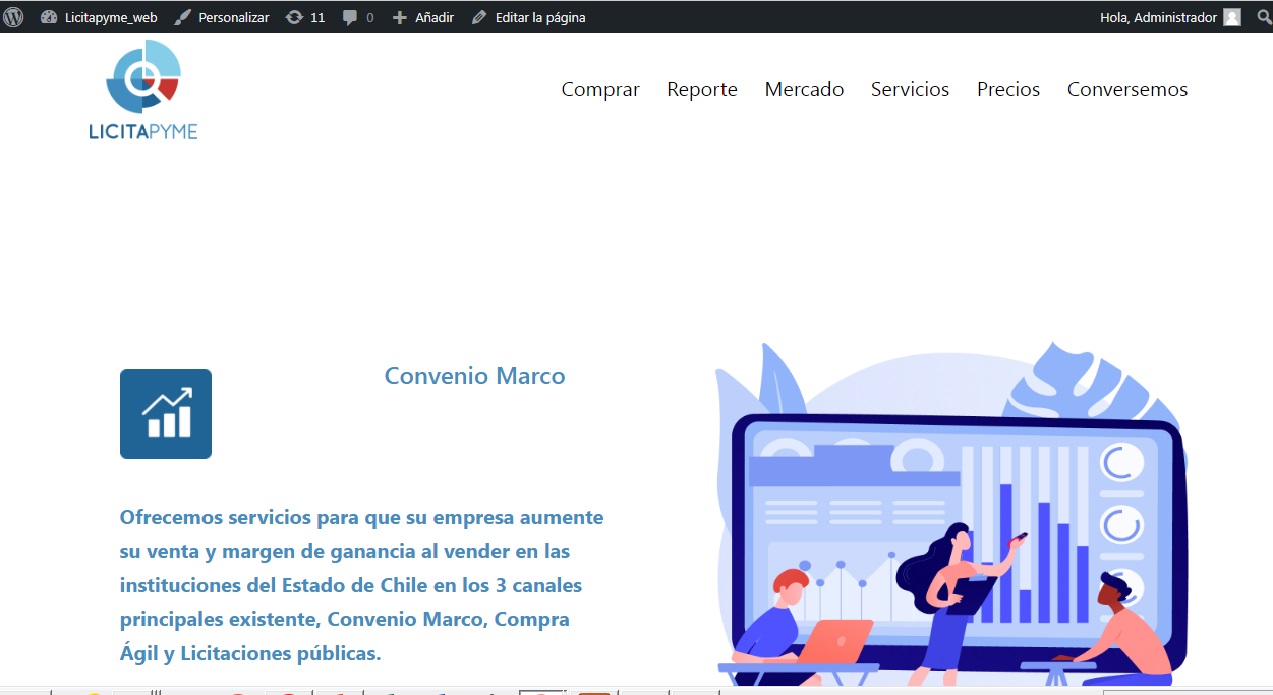 Licitapyme_web Personalizar 11 0 Añadir Editar la página Hola, Administrador
LICITAPYME
Comprar Reporte Mercado Servicios Precios Conversemos
Convenio Marco
Ofrecemos servicios para que su empresa aumente
su venta y margen de ganancia al vender en las
instituciones del Estado de Chile en los 3 canales
principales existente, Convenio Marco, Compra
Ágil y Licitaciones públicas.